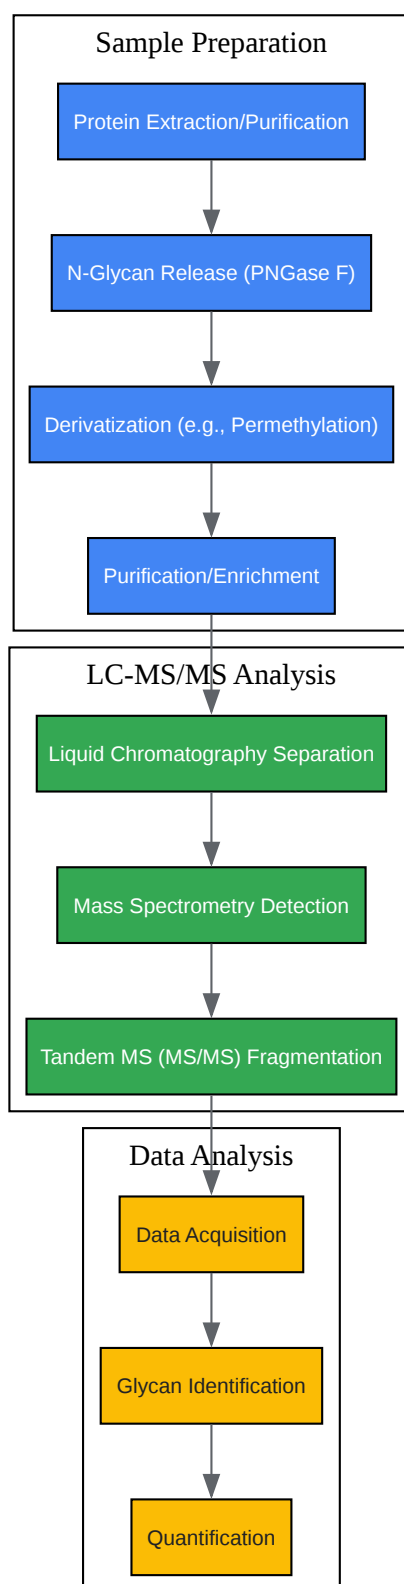 Sample Preparation
Protein Extraction/Purification
N-Glycan Release (PNGase F)
Derivatization (e.g., Permethylation)
Purification/Enrichment
LC-MS/MS Analysis
Liquid Chromatography Separation
Mass Spectrometry Detection
Tandem MS (MS/MS) Fragmentation
Data Analysis
Data Acquisition
Glycan Identification
Quantification